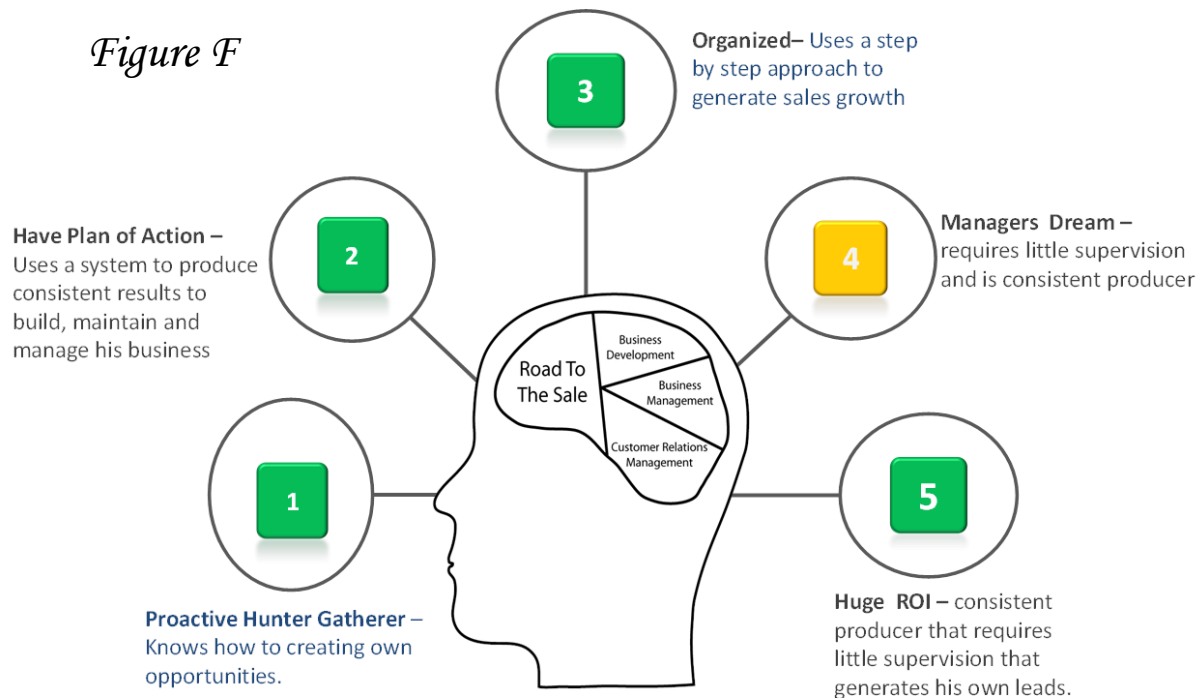 Figure F
3
Organized– Uses a step
by step approach to
generate sales growth
2
Have Plan of Action –
Uses a system to produce
consistent results to
build, maintain and
manage his business
4
Managers Dream –
requires little supervision
and is consistent producer
Road To
The Sale
Business
Development
Business
Management
Customer Relations
Management
1
Proactive Hunter Gatherer –
Knows how to creating own
opportunities.
5
Huge ROI – consistent
producer that requires
little supervision that
generates his own leads.